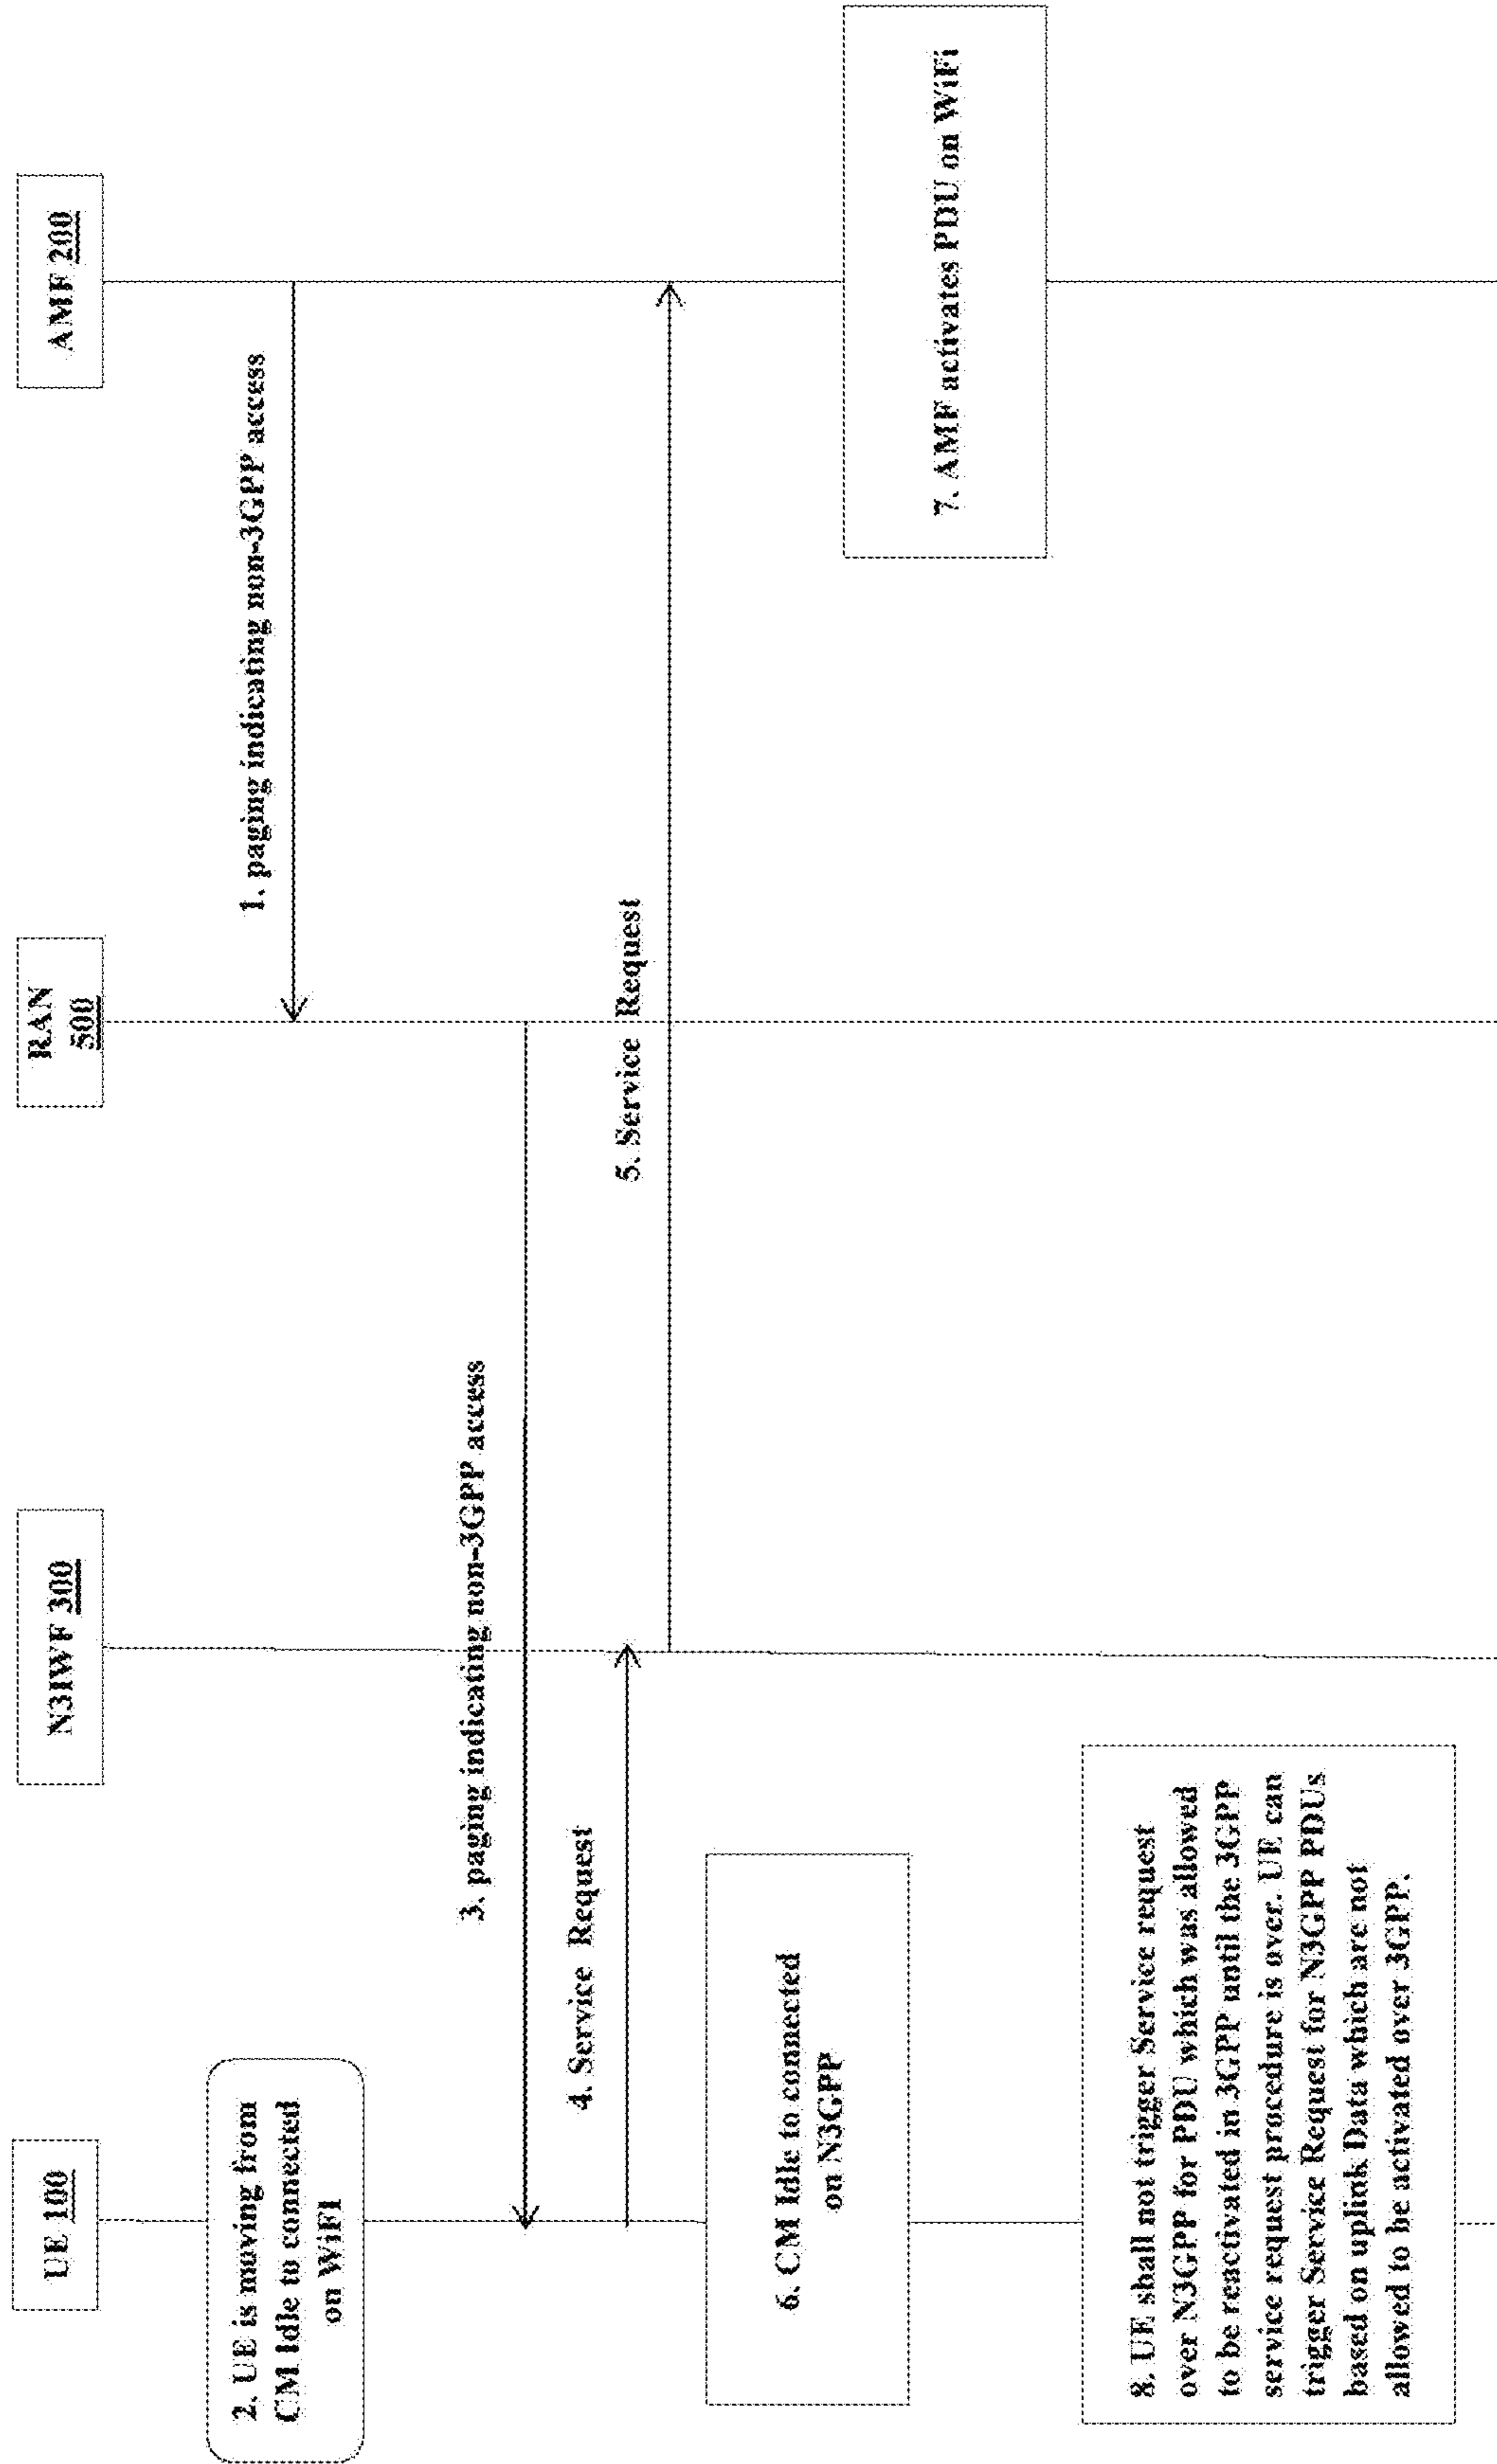 UE 100
N3IWF 300
RAN
500
AMF 200
1. paging indicating non-3GPP access
2. UE is moving from
CM Idle to connected
on WiFI
3. paging indicating non-3GPP access
4. Service Request
5. Service Request
6. CM Idle to connected
on N3GPP
7. AMF activates PDU on WiFi
8. UE shall not trigger Service request
over N3GPP for PDU which was allowed
to be reactivated in 3GPP until the 3GPP
service request procedure is over. UE can
trigger Service Request for N3GPP PDUs
based on uplink Data which are not
allowed to be activated over 3GPP.